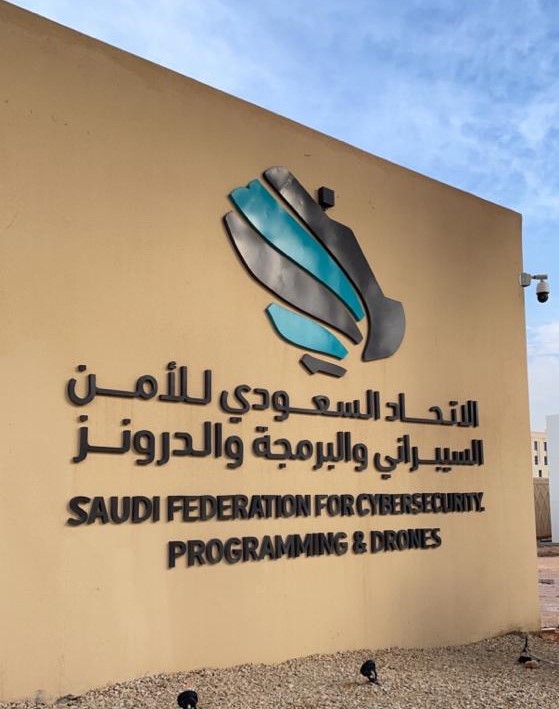 الاتحاد السعودي للأمن
السيبراني والبرمجة والدرونز
SAUDI FEDERATION FOR CYBERSECURITY,
PROGRAMMING & DRONES